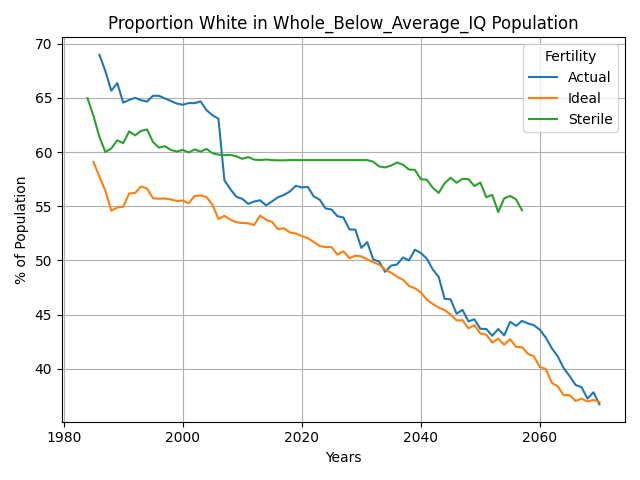 Proportion White in Whole_Below_Average_IQ Population
% of Population
70
65
60
55
50
45
40
1980
2000
2020
2040
2060
Years
Fertility
Actual
Ideal
Sterile